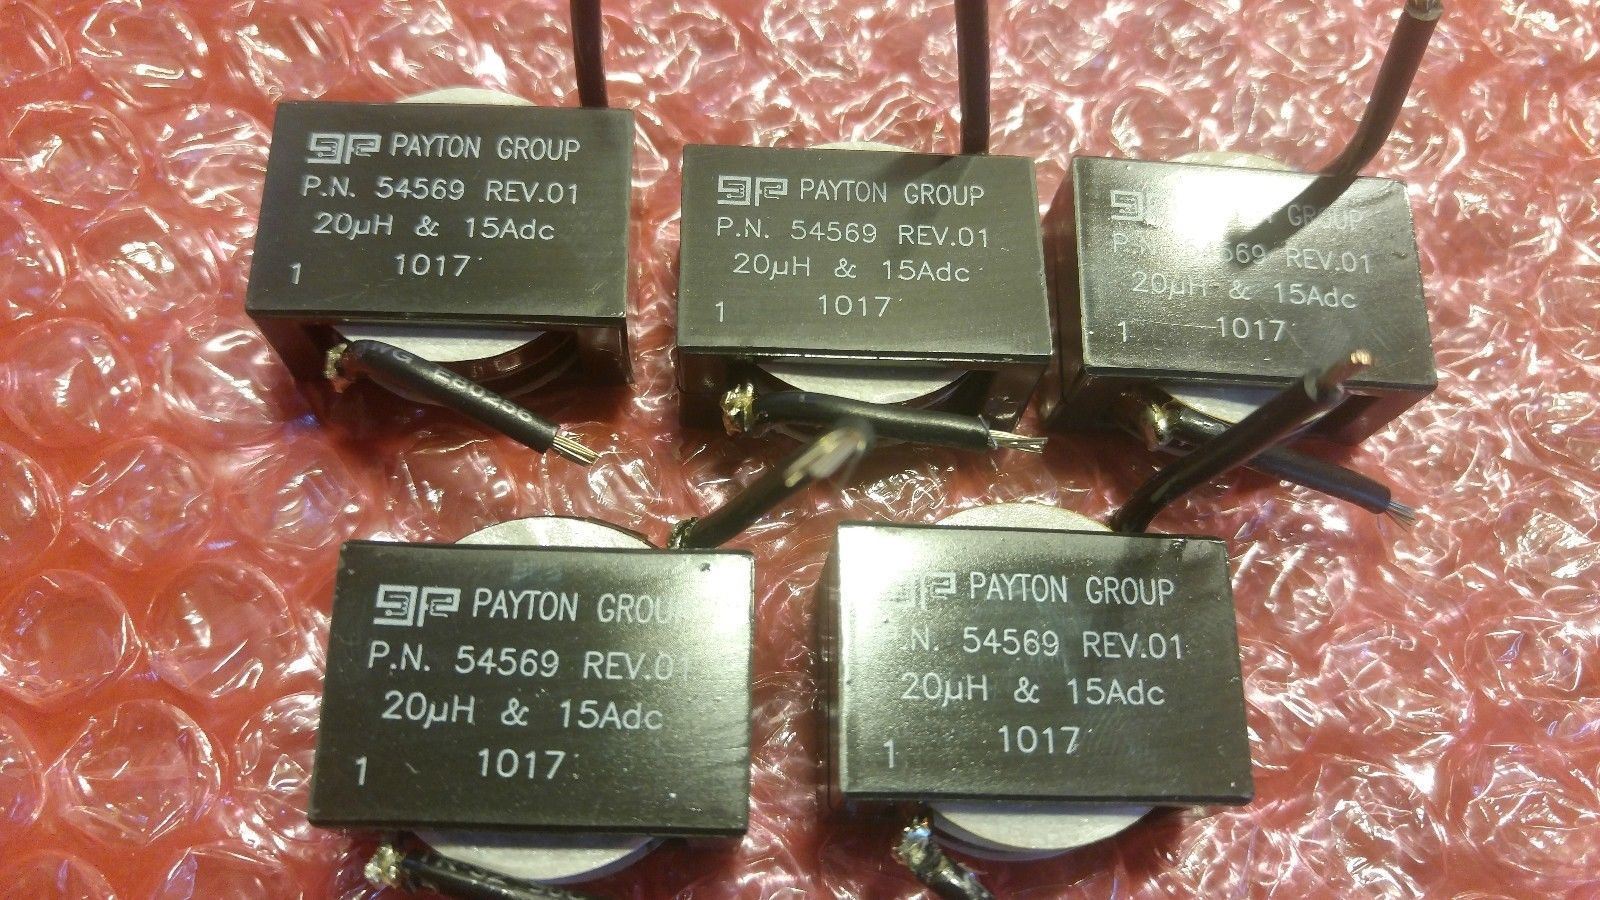 PAYTON GROUP
P.N. 54569 REV.01
20µH & 15Adc
1 1017
PAYTON GROUP
P.N. 54569 REV.01
20µH & 15Adc
1 1017
GROUP
REV.01
20µH & 15Adc
1 1017
PAYTON
P.N. 54569 REV.01
20µH & 15Adc
1 1017
PAYTON GROUP
54569 REV.01
20µH & 15Adc
1 1017